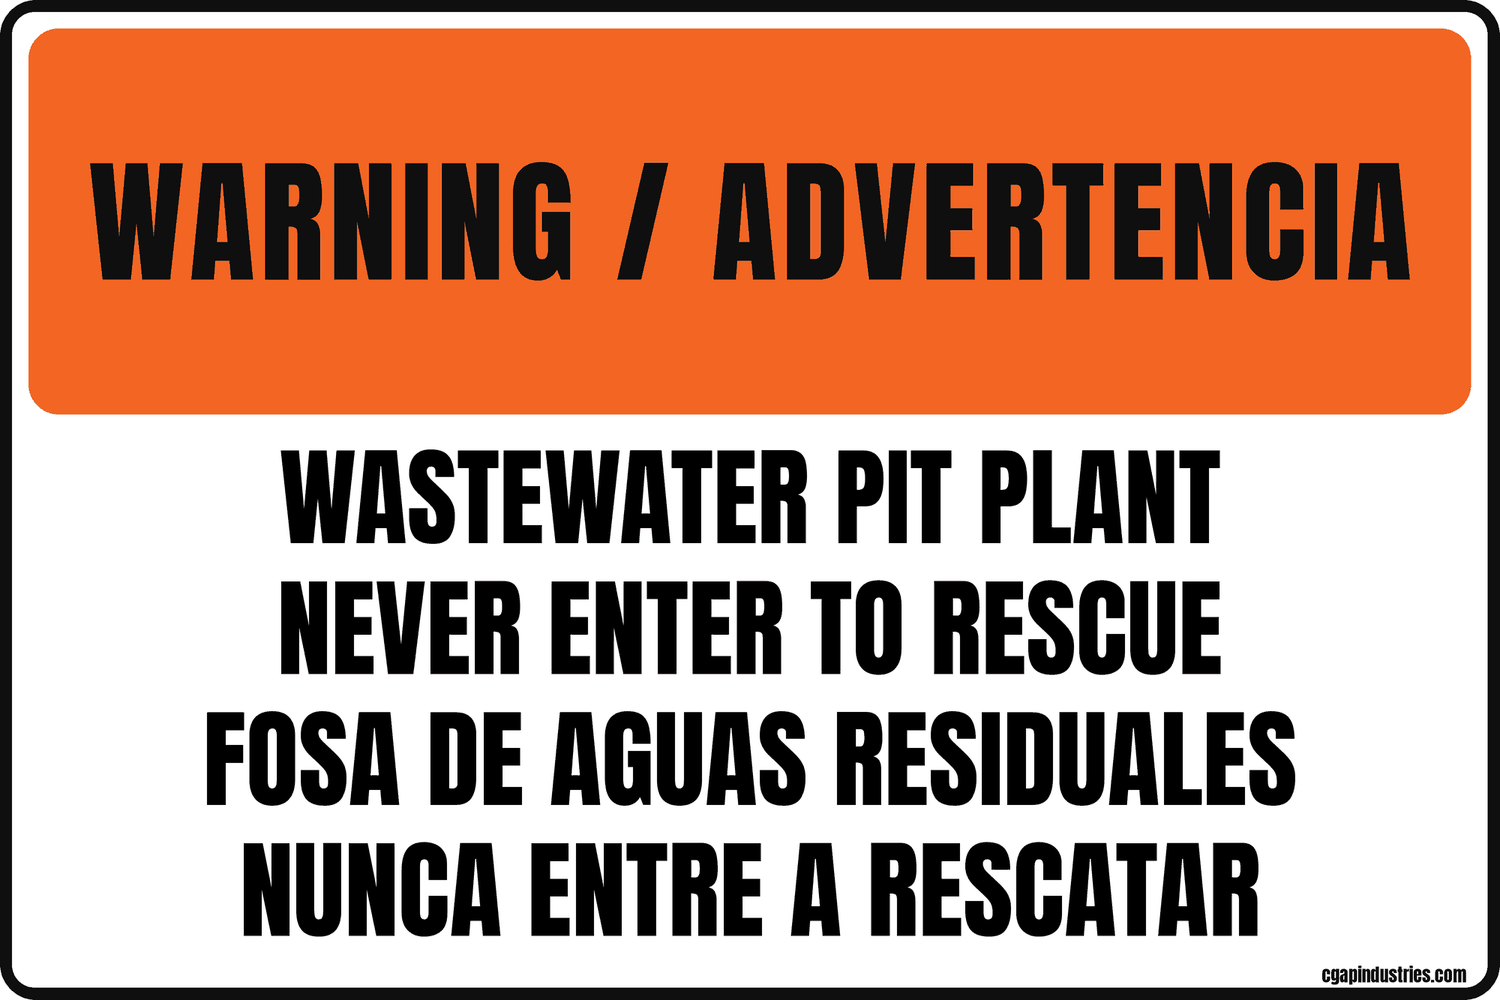 WARNING / ADVERTENCIA
WASTEWATER PIT PLANT
NEVER ENTER TO RESCUE
FOSA DE AGUAS RESIDUALES
NUNCA ENTRE A RESCATAR
cgapindustries.com